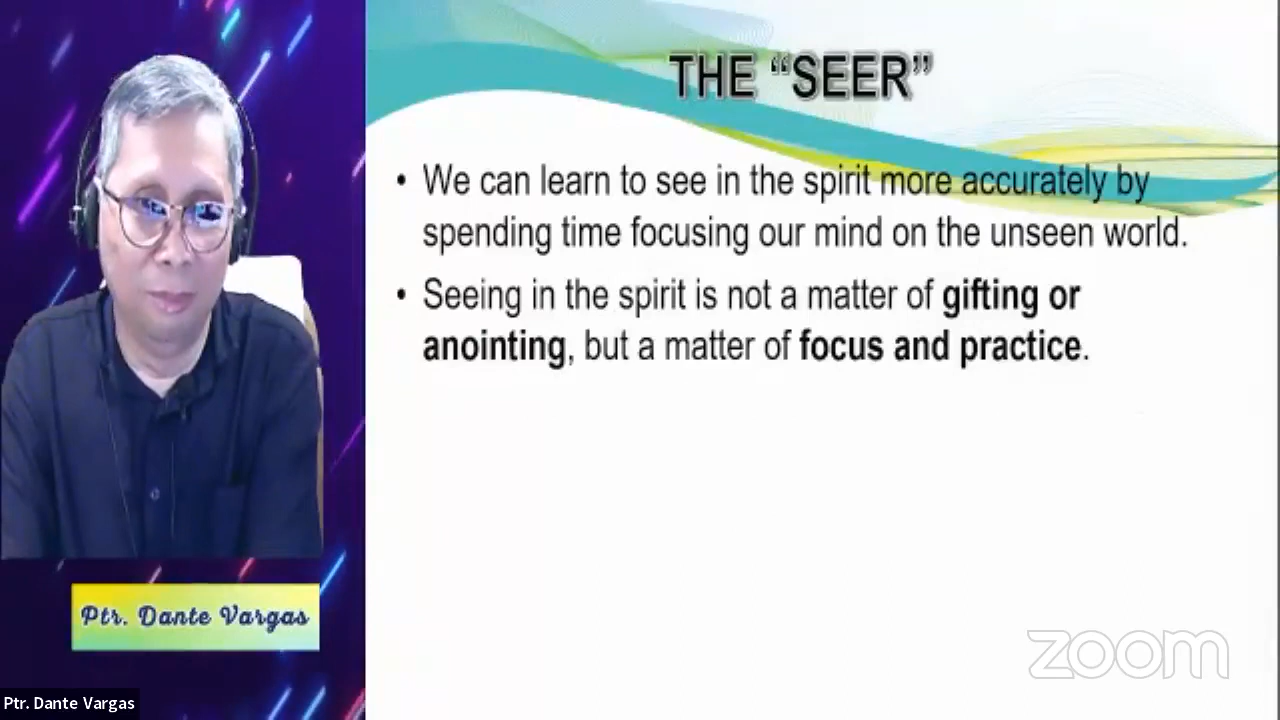 THE “SEER”
• We can learn to see in the spirit more accurately by
spending time focusing our mind on the unseen world.
• Seeing in the spirit is not a matter of gifting or
anointing, but a matter of focus and practice.
Ptr. Dante Vargas
zoom
Ptr. Dante Vargas